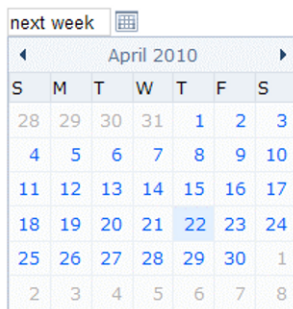 next week
April 2010
S M T W T F S
28 29 30 31 1 2 3
4 5 6 7 8 9 10
11 12 13 14 15 16 17
18 19 20 21 22 23 24
25 26 27 28 29 30 1
2 3 4 5 6 7 8